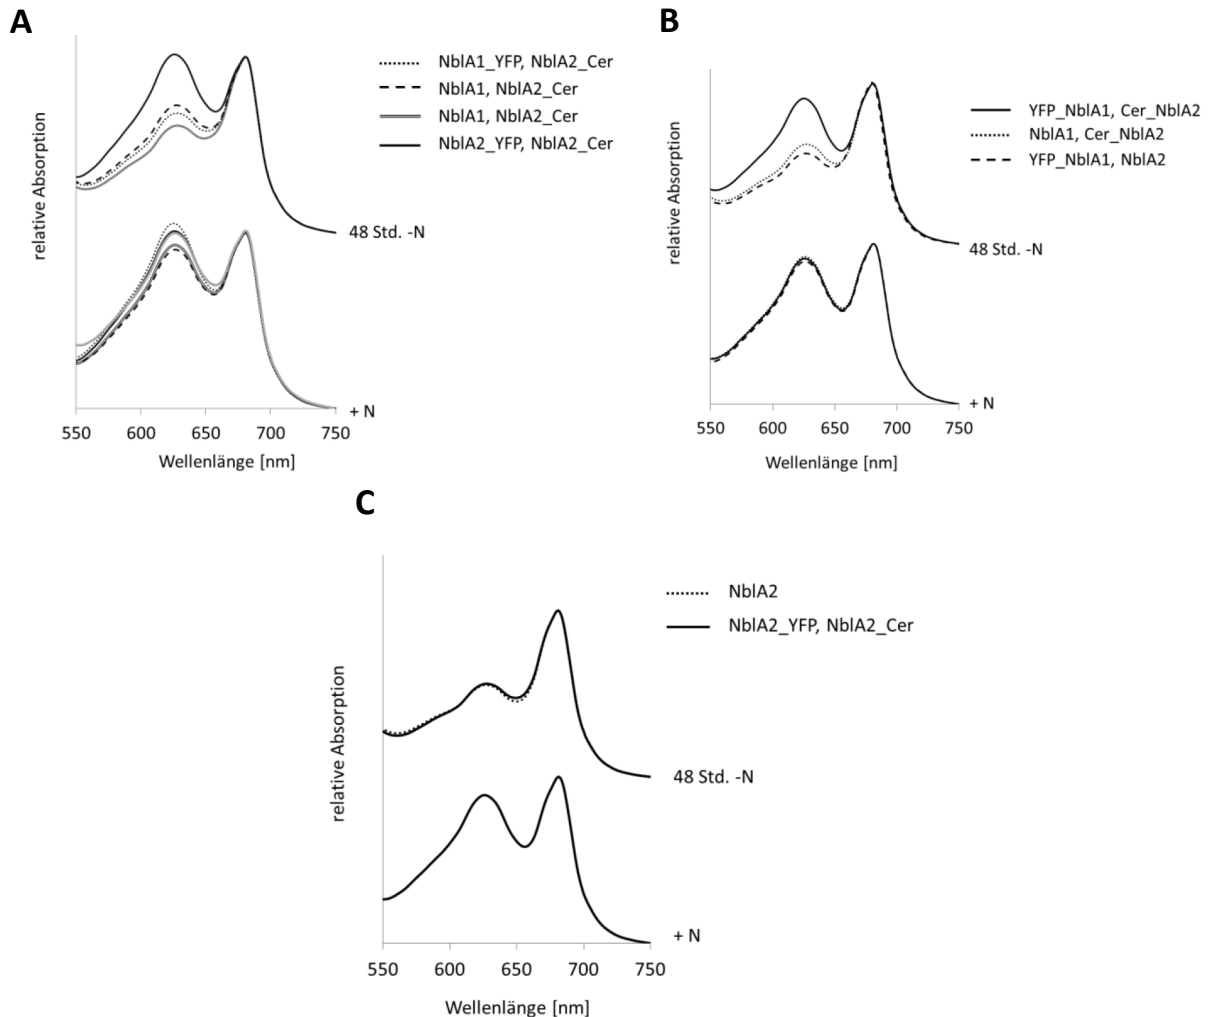 A
NblA1_YFP, NblA2_Cer
NblA1, NblA2_Cer
NblA1, NblA2_Cer
NblA2_YFP, NblA2_Cer
relative Absorption
48 Std. -N
+ N
550 600 650 700 750
Wellenlänge [nm]
B
YFP_NblA1, Cer_NblA2
NblA1, Cer_NblA2
YFP_NblA1, NblA2
relative Absorption
48 Std. -N
+ N
550 600 650 700 750
Wellenlänge [nm]
C
NblA2
NblA2_YFP, NblA2_Cer
relative Absorption
48 Std. -N
+ N
550 600 650 700 750
Wellenlänge [nm]